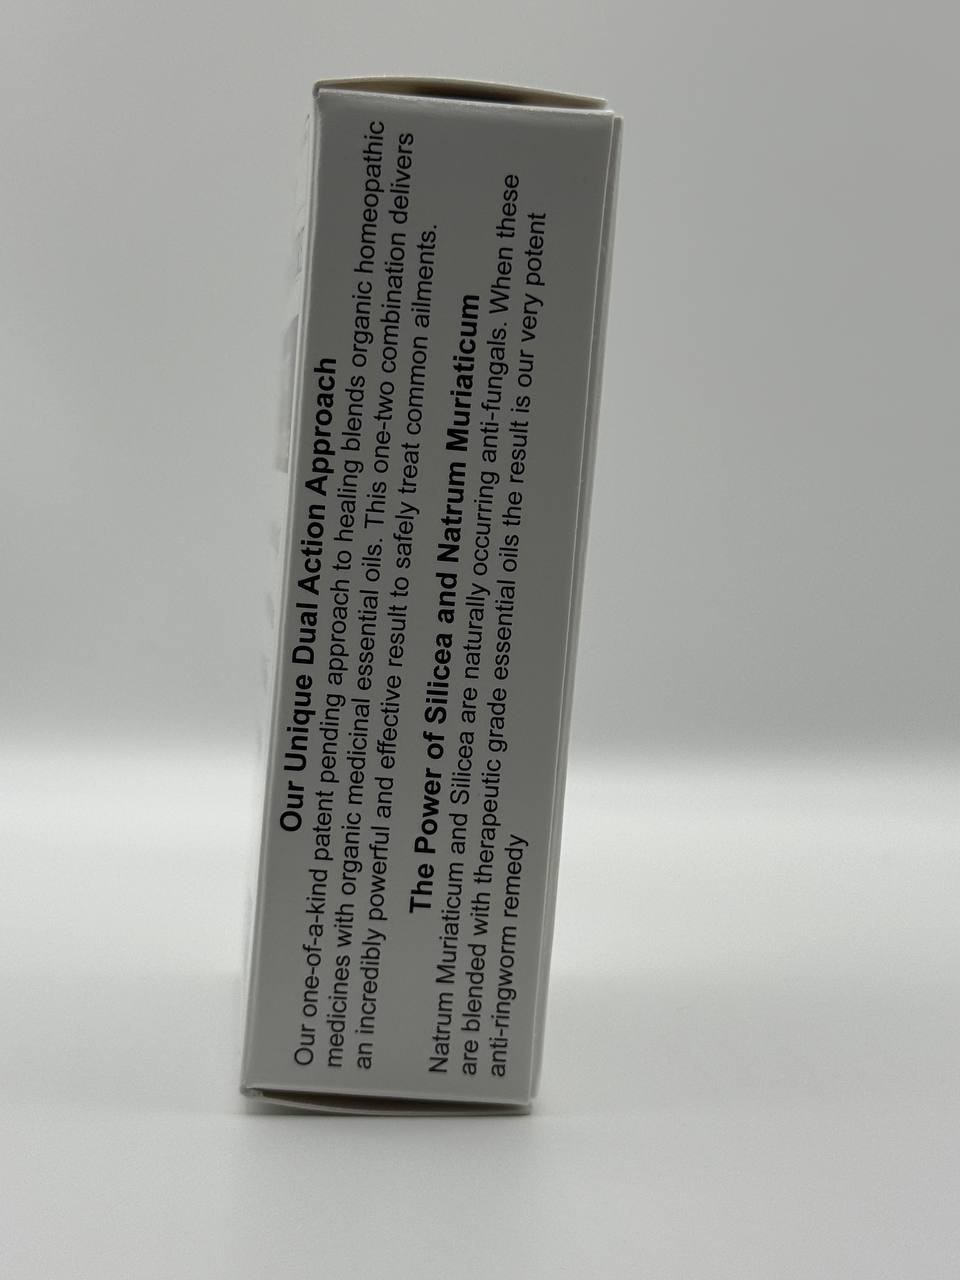 Our Unique Dual Action Approach
Our one-of-a-kind patent pending approach to healing blends organic homeopathic
medicines with organic medicinal essential oils. This one-two combination delivers
an incredibly powerful and effective result to safely treat common ailments.
The Power of Silicea and Natrum Muriaticum
Natrum Muriaticum and Silicea are naturally occurring anti-fungals. When these
are blended with therapeutic grade essential oils the result is our very potent
anti-ringworm remedy